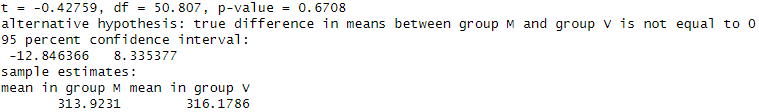 t = -0.42759, df = 50.807, p-value = 0.6708
alternative hypothesis: true difference in means between group M and group V is not equal to 0
95 percent confidence interval:
 -12.846366   8.335377
sample estimates:
mean in group M mean in group V
       313.9231        316.1786